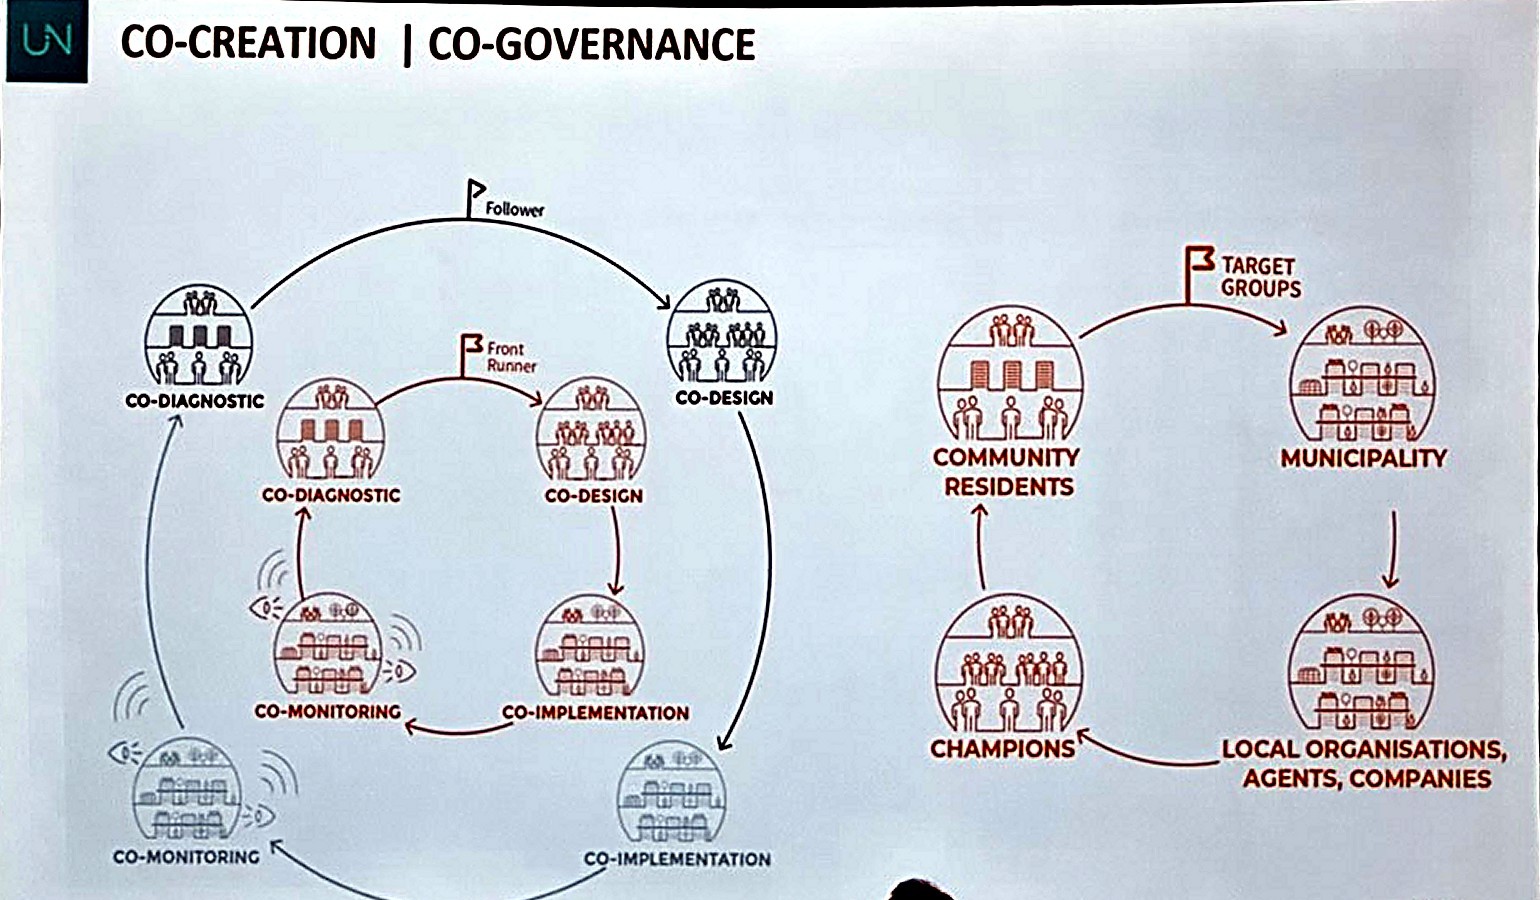 UN
CO-CREATION | CO-GOVERNANCE
Follower
CO-DIAGNOSTIC
CO-DESIGN
Front
Runner
CO-DIAGNOSTIC
CO-DESIGN
CO-MONITORING
CO-IMPLEMENTATION
CO-MONITORING
CO-IMPLEMENTATION
TARGET
GROUPS
COMMUNITY
RESIDENTS
MUNICIPALITY
CHAMPIONS
LOCAL ORGANISATIONS,
AGENTS, COMPANIES